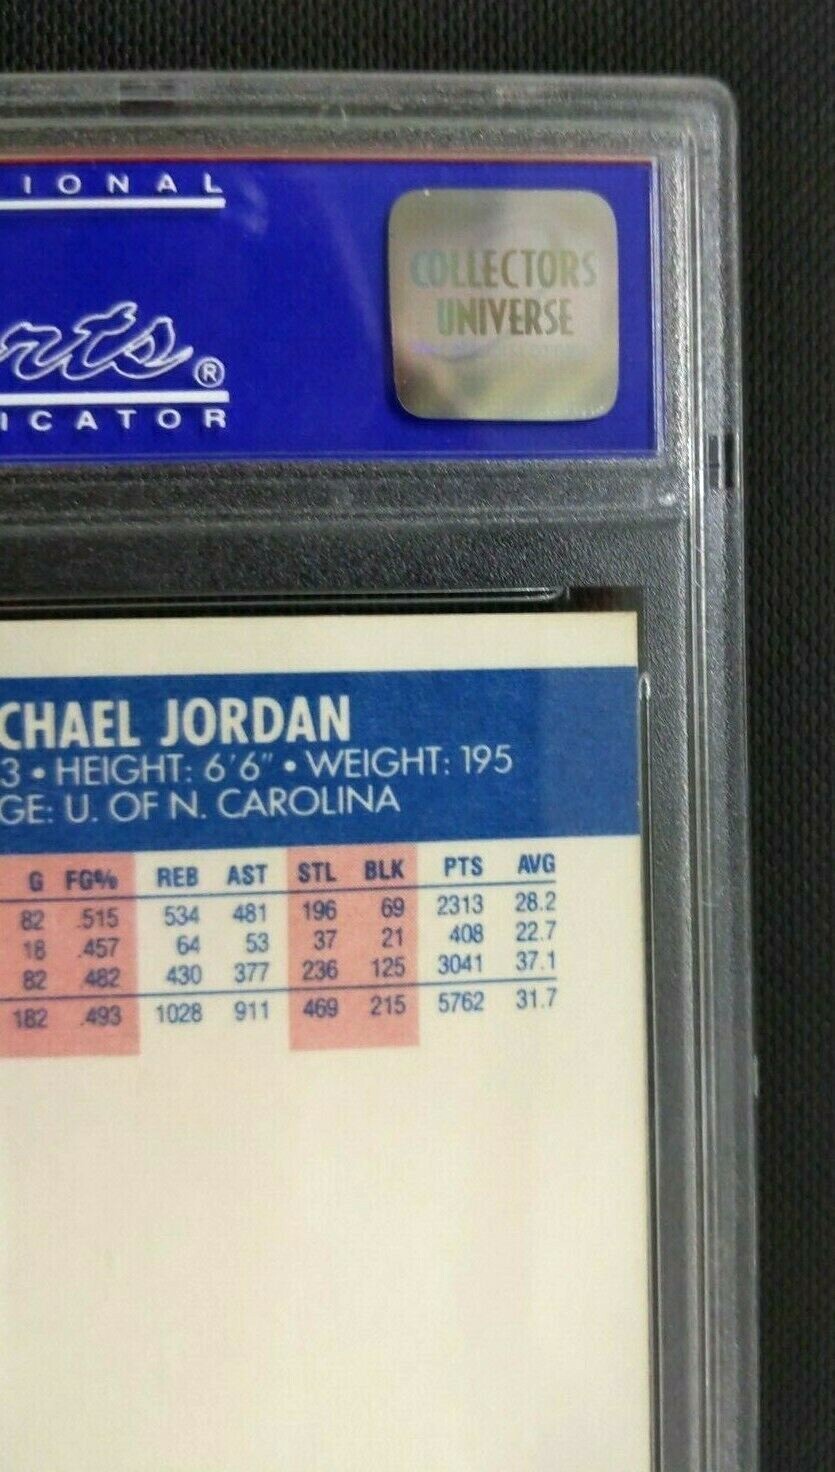 IONAL
COLLECTORS
UNIVERSE
rts®
ICATOR
CHAEL JORDAN
3 • HEIGHT: 6'6" • WEIGHT: 195
GE: U. OF N. CAROLINA
G FG% REB AST STL BLK PTS AVG
82 .515 534 481 196 69 2313 28.2
18 .457 64 53 37 21 408 22.7
82 .482 430 377 236 125 3041 37.1
182 .493 1028 911 469 215 5762 31.7